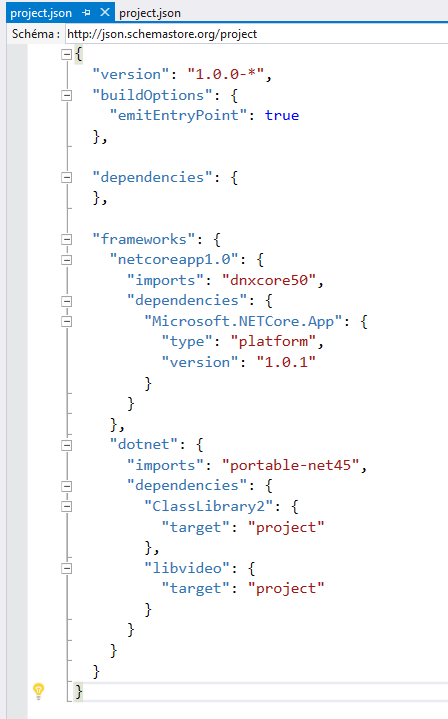 project.json project.json
Schéma : http://json.schemastore.org/project
{
"version": "1.0.0-*",
"buildOptions": {
"emitEntryPoint": true
},
"dependencies": {
},
"frameworks": {
"netcoreapp1.0": {
"imports": "dnxcore50",
"dependencies": {
"Microsoft.NETCore.App": {
"type": "platform",
"version": "1.0.1"
}
}
},
"dotnet": {
"imports": "portable-net45",
"dependencies": {
"ClassLibrary2": {
"target": "project"
},
"libvideo": {
"target": "project"
}
}
}
}
}